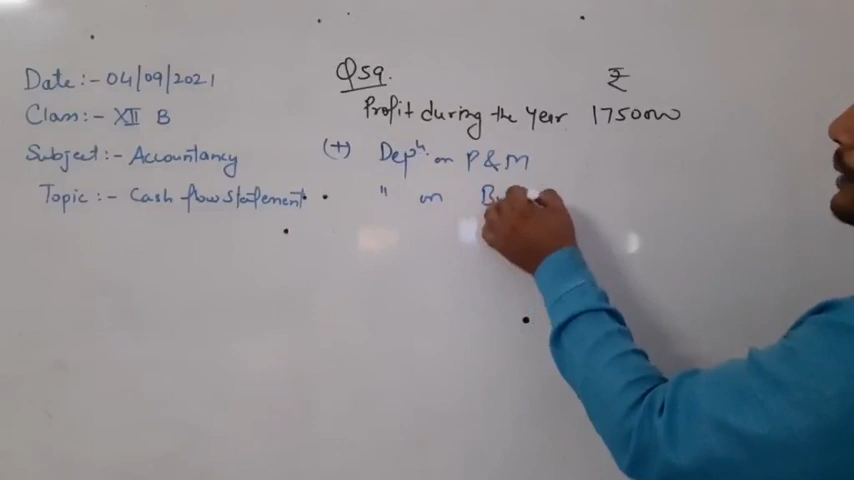 Date :- 04/09/2021
Class :- XII B
Subject :- Accountancy
Topic :- Cash flow statement
Q59.
₹
Profit during the year 175000
(+) Depn. on P & M
" on